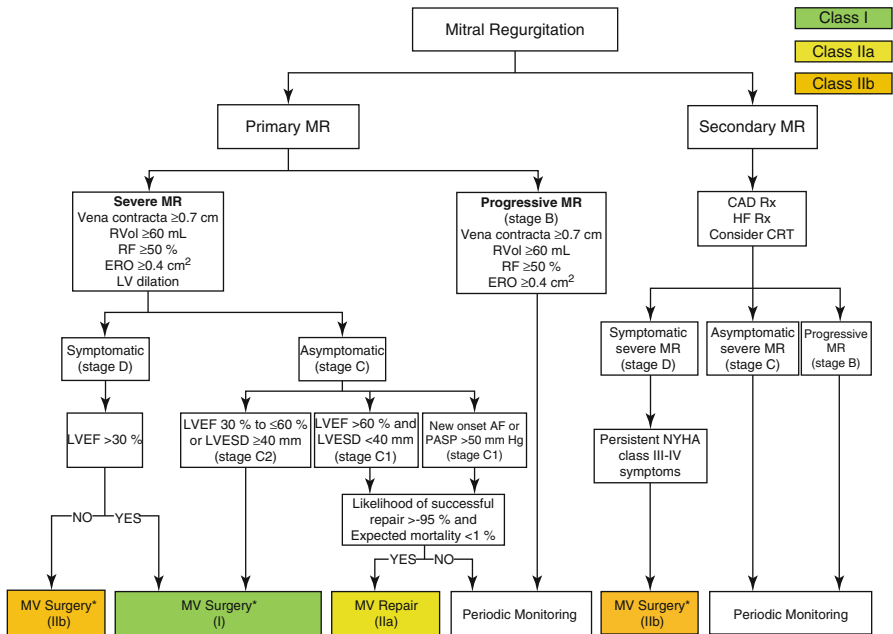 Mitral Regurgitation
Class I
Class IIa
Class IIb
Primary MR
Secondary MR
Severe MR
Vena contracta ≥0.7 cm
RVol ≥60 mL
RF ≥50 %
ERO ≥0.4 cm²
LV dilation
Progressive MR
(stage B)
Vena contracta ≥0.7 cm
RVol ≥60 mL
RF ≥50 %
ERO ≥0.4 cm²
CAD Rx
HF Rx
Consider CRT
Symptomatic
(stage D)
Asymptomatic
(stage C)
Symptomatic
severe MR
(stage D)
Asymptomatic
severe MR
(stage C)
Progressive
MR
(stage B)
LVEF >30 %
LVEF 30 % to ≤60 %
or LVESD ≥40 mm
(stage C2)
LVEF >60 % and
LVESD <40 mm
(stage C1)
New onset AF or
PASP >50 mm Hg
(stage C1)
Persistent NYHA
class III-IV
symptoms
Likelihood of successful
repair >-95 % and
Expected mortality <1 %
NO
YES
YES
NO
MV Surgery*
(IIb)
MV Surgery*
(I)
MV Repair
(IIa)
Periodic Monitoring
MV Surgery*
(IIb)
Periodic Monitoring